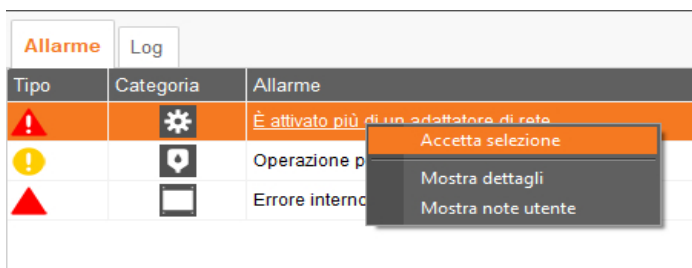 Allarme Log
Tipo Categoria Allarme
È attivato più di un adattatore di rete
Accetta selezione
Operazione p
Mostra dettagli
Errore interno
Mostra note utente